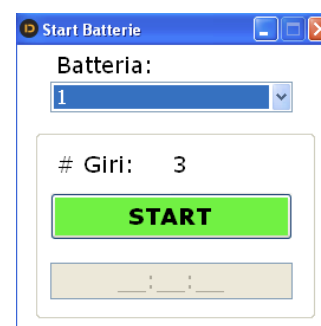 Start Batterie
Batteria:
1
# Giri: 3
START
__:__:__